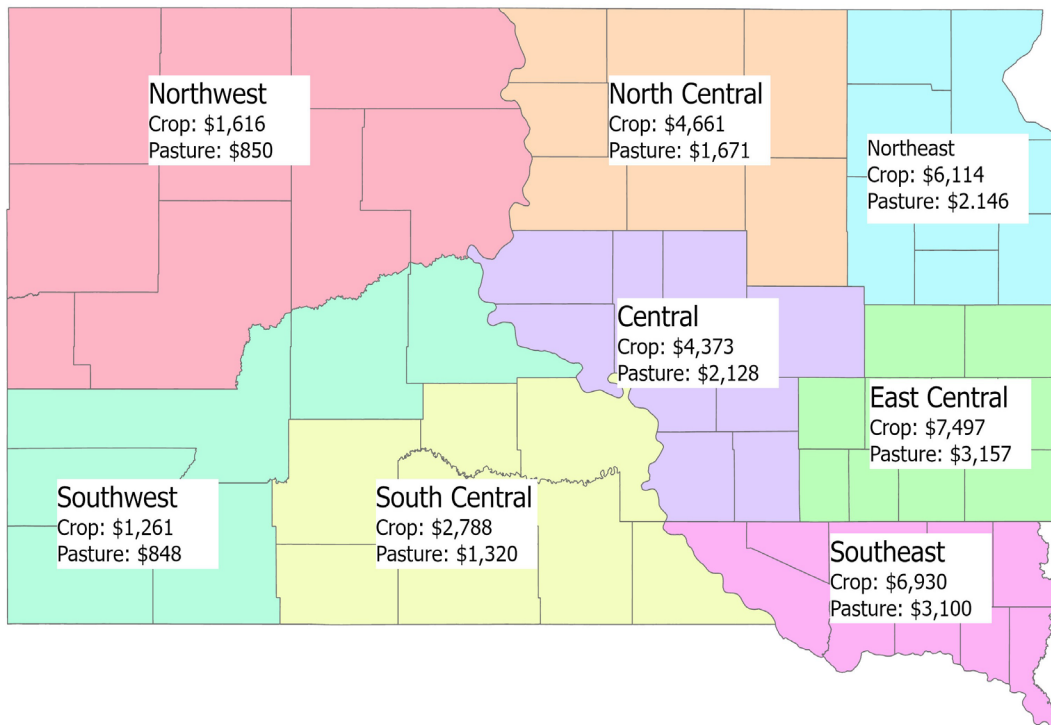 Northwest
Crop: $1,616
Pasture: $850
North Central
Crop: $4,661
Pasture: $1,671
Northeast
Crop: $6,114
Pasture: $2.146
Central
Crop: $4,373
Pasture: $2,128
East Central
Crop: $7,497
Pasture: $3,157
Southwest
Crop: $1,261
Pasture: $848
South Central
Crop: $2,788
Pasture: $1,320
Southeast
Crop: $6,930
Pasture: $3,100